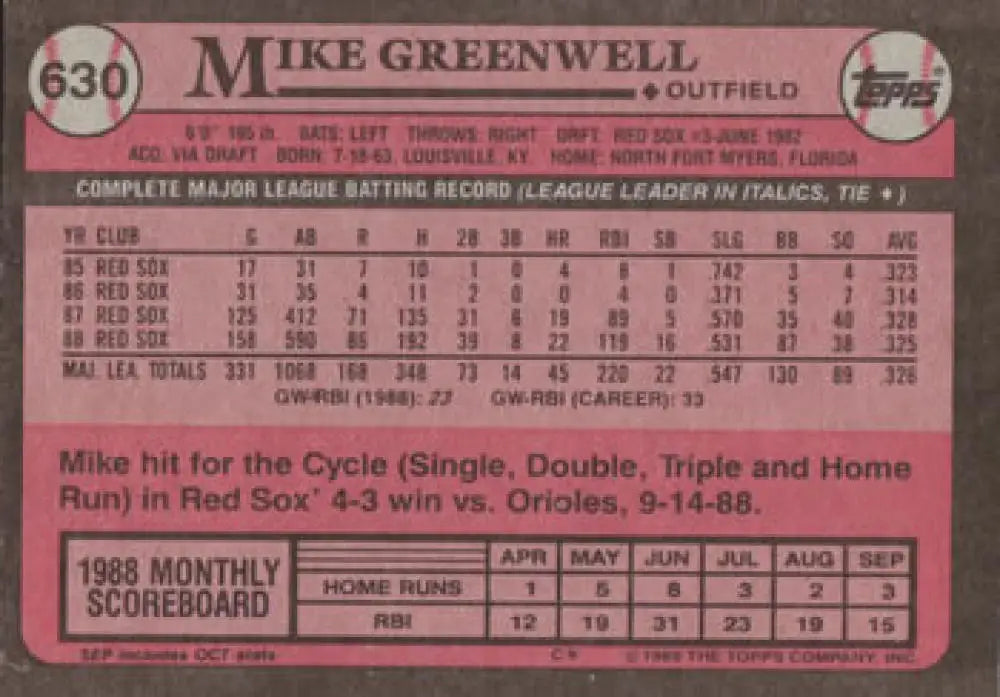 630
MIKE GREENWELL
♦ OUTFIELD
Topps®
6'0" 195 lb. BATS: LEFT THROWS: RIGHT DRFT: RED SOX #3-JUNE 1982
ACQ: VIA DRAFT BORN: 7-18-63, LOUISVILLE, KY. HOME: NORTH FORT MYERS, FLORIDA
COMPLETE MAJOR LEAGUE BATTING RECORD (LEAGUE LEADER IN ITALICS, TIE ♦)
YR CLUB G AB R H 2B 3B HR RBI SB SLG BB SO AVG
85 RED SOX 17 31 7 10 1 0 4 8 1 .742 3 4 .323
86 RED SOX 31 35 4 11 2 0 0 4 0 .371 5 7 .314
87 RED SOX 125 412 71 135 31 6 19 89 5 .570 35 40 .328
88 RED SOX 158 590 86 192 39 8 22 119 16 .531 87 38 .325
MAJ. LEA. TOTALS 331 1068 168 348 73 14 45 220 22 .547 130 89 .326
GW-RBI (1988): 23 GW-RBI (CAREER): 33
Mike hit for the Cycle (Single, Double, Triple and Home
Run) in Red Sox' 4-3 win vs. Orioles, 9-14-88.
1988 MONTHLY
SCOREBOARD
APR MAY JUN JUL AUG SEP
HOME RUNS 1 5 8 3 2 3
RBI 12 19 31 23 19 15
SEP includes OCT stats © 1989 THE TOPPS COMPANY, INC.